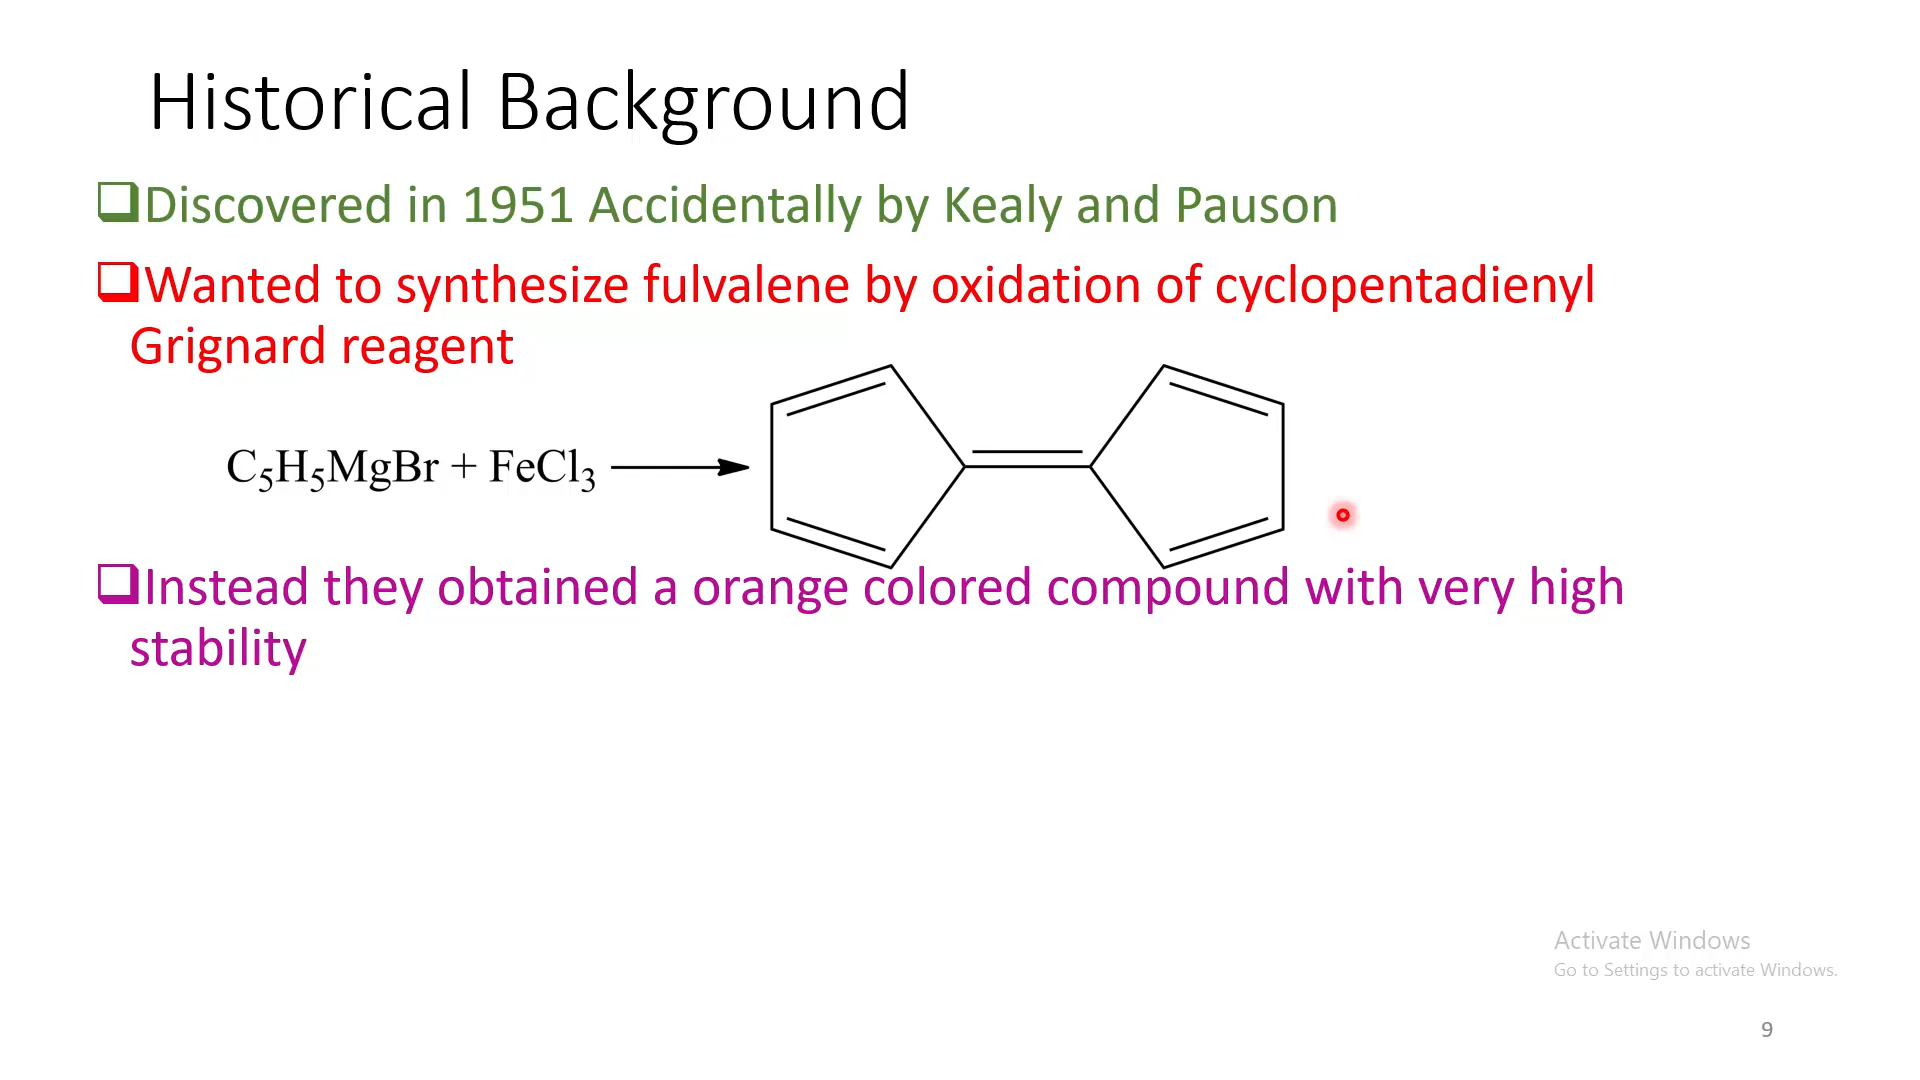 Historical Background
Discovered in 1951 Accidentally by Kealy and Pauson
Wanted to synthesize fulvalene by oxidation of cyclopentadienyl
Grignard reagent
C₅H₅MgBr + FeCl₃
Instead they obtained a orange colored compound with very high
stability
Activate Windows
Go to Settings to activate Windows.
9